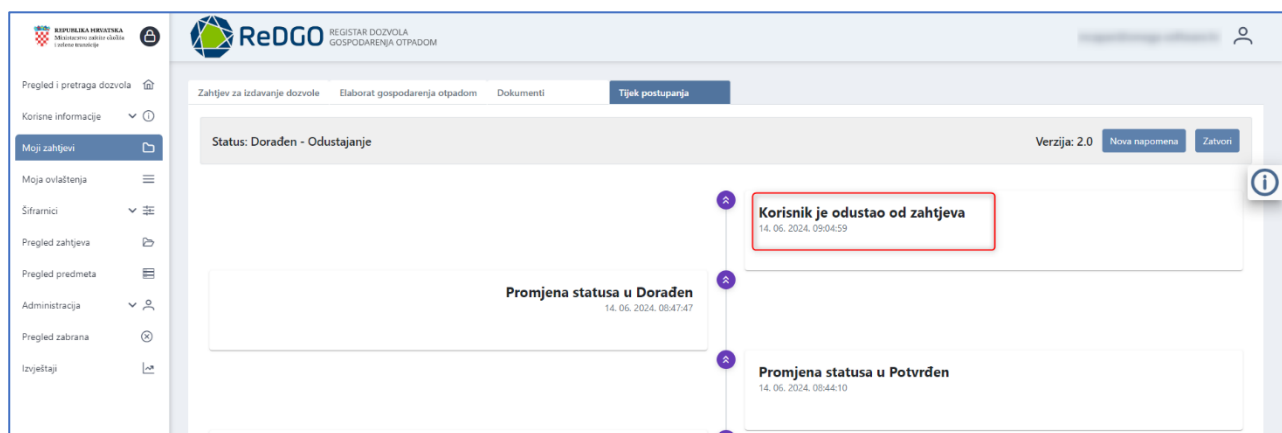 REPUBLIKA HRVATSKA
Ministarstvo zaštite okoliša
i zelene tranzicije
ReDGO
REGISTAR DOZVOLA
GOSPODARENJA OTPADOM
Pregled i pretraga dozvola
Korisne informacije
Moji zahtjevi
Moja ovlaštenja
Šifrarnici
Pregled zahtjeva
Pregled predmeta
Administracija
Pregled zabrana
Izvještaji
Zahtjev za izdavanje dozvole Elaborat gospodarenja otpadom Dokumenti Tijek postupanja
Status: Dorađen - Odustajanje Verzija: 2.0 Nova napomena Zatvori
Korisnik je odustao od zahtjeva
14. 06. 2024. 09:04:59
Promjena statusa u Dorađen
14. 06. 2024. 08:47:47
Promjena statusa u Potvrđen
14. 06. 2024. 08:44:10